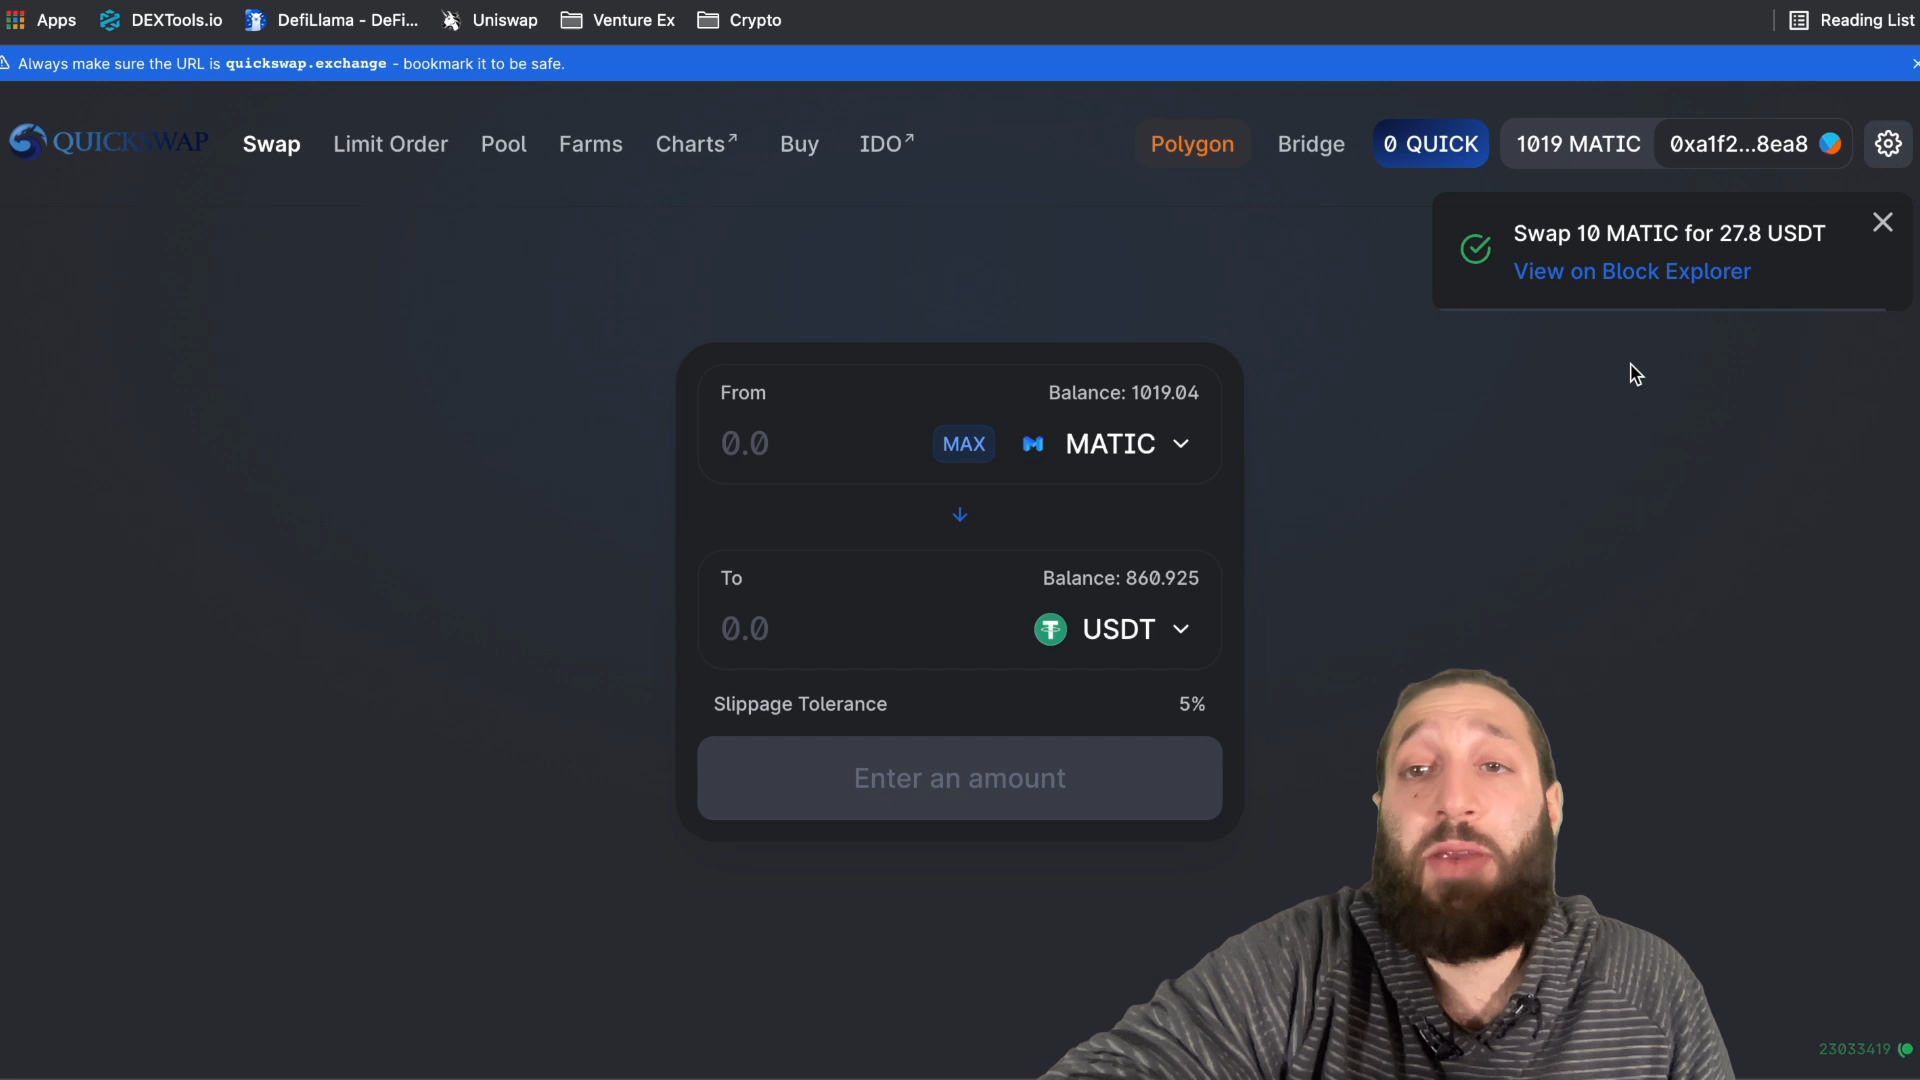 Apps
DEXTools.io
DefiLlama - DeFi...
Uniswap
Venture Ex
Crypto
Reading List
Always make sure the URL is quickswap.exchange - bookmark it to be safe.
QUICKSWAP
Swap
Limit Order
Pool
Farms
Charts↗
Buy
IDO↗
Polygon
Bridge
0 QUICK
1019 MATIC
0xa1f2...8ea8
Swap 10 MATIC for 27.8 USDT
View on Block Explorer
From
Balance: 1019.04
0.0
MAX
MATIC
To
Balance: 860.925
0.0
USDT
Slippage Tolerance
5%
Enter an amount
23033419